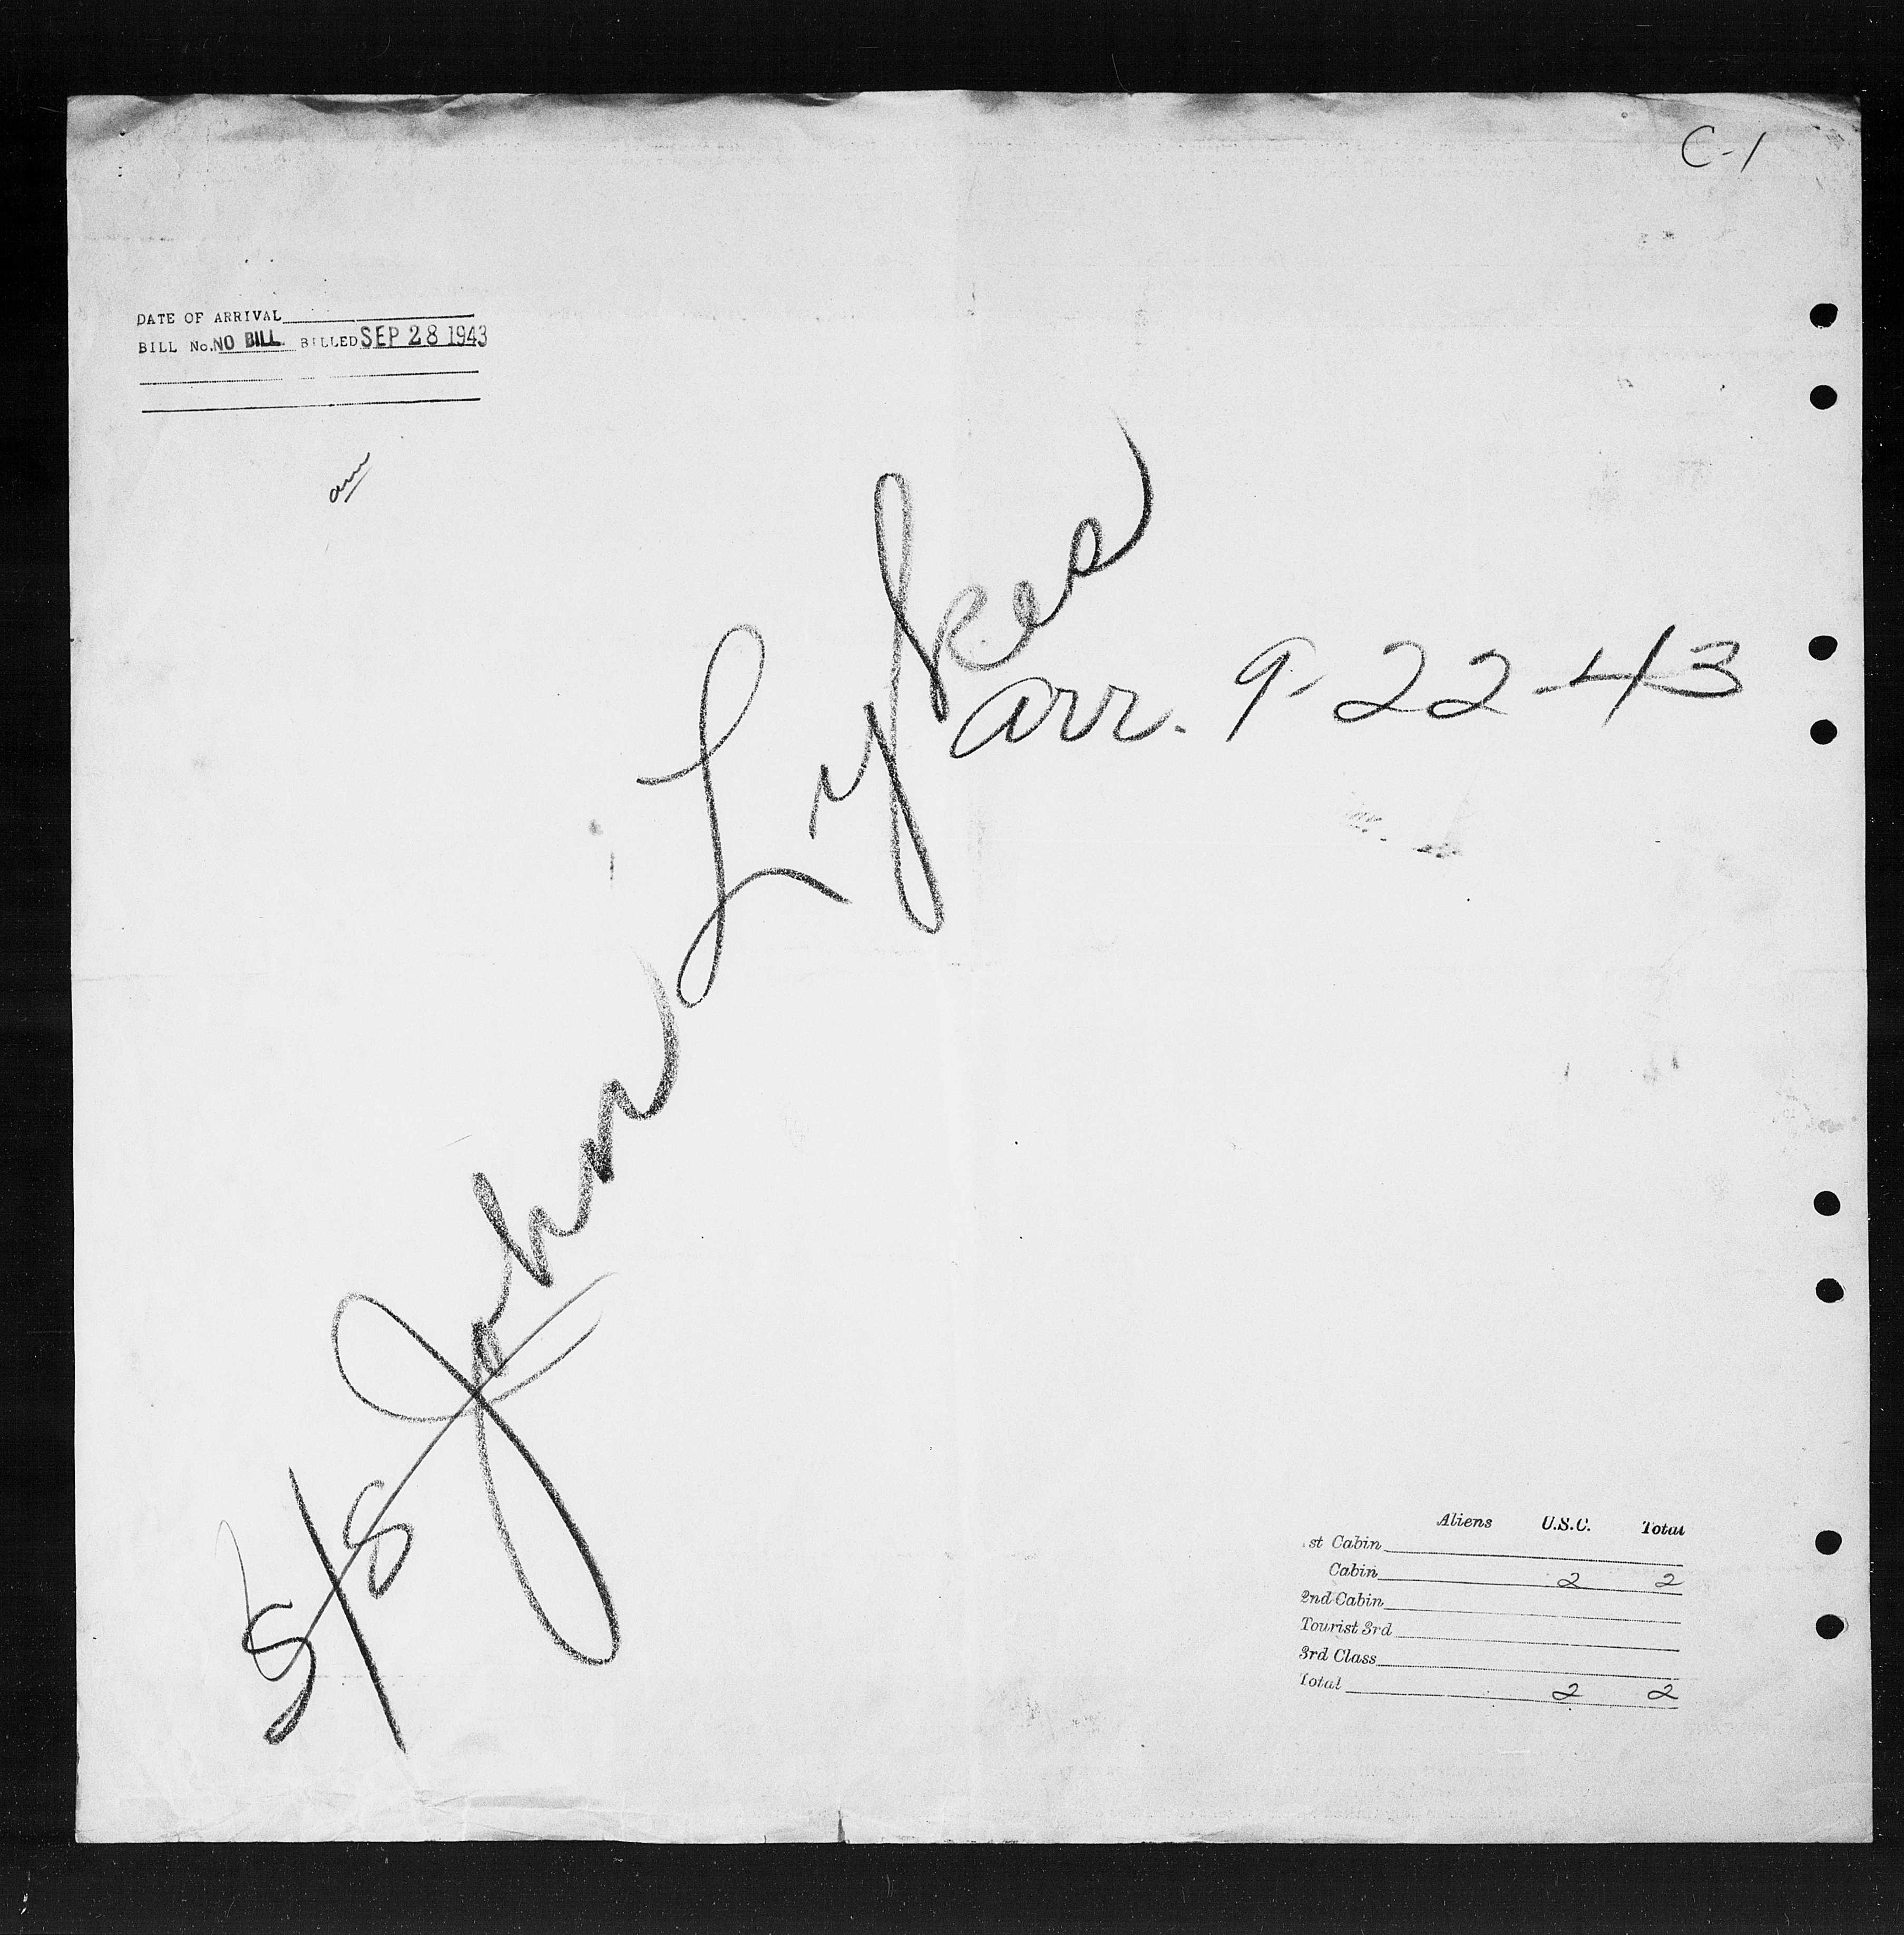 C-1
DATE OF ARRIVAL
BILL No. NO BILL BILLED SEP 28 1943
S/S John Lykes
arr. 9-22-43
Aliens U.S.C. Total
1st Cabin
Cabin 2 2
2nd Cabin
Tourist 3rd
3rd Class
Total 2 2